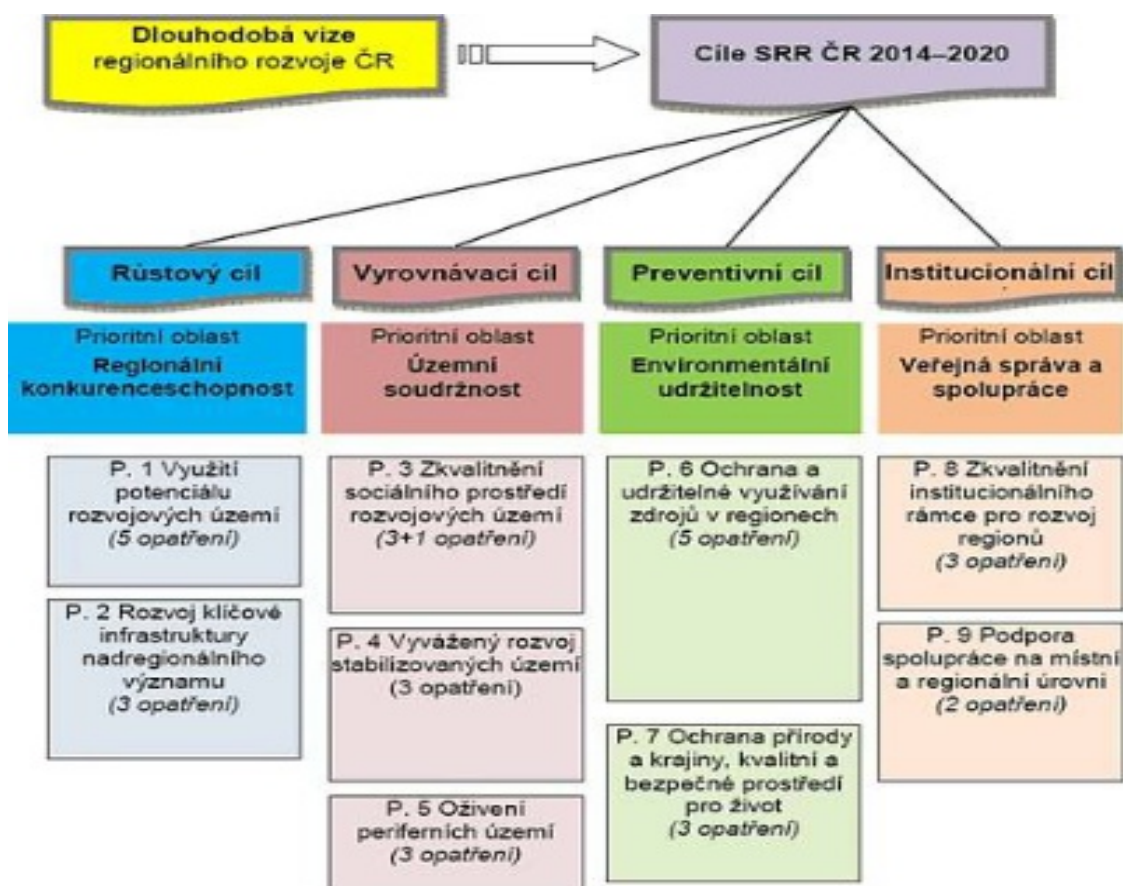 Dlouhodobá vize
regionálního rozvoje ČR
Cíle SRR ČR 2014–2020
Růstový cíl
Vyrovnávací cíl
Preventivní cíl
Institucionální cíl
Prioritní oblast
Regionální
konkurenceschopnost
Prioritní oblast
Územní
soudržnost
Prioritní oblast
Environmentální
udržitelnost
Prioritní oblast
Veřejná správa a
spolupráce
P. 1 Využití
potenciálu
rozvojových území
(5 opatření)
P. 2 Rozvoj klíčové
infrastruktury
nadregionálního
významu
(3 opatření)
P. 3 Zkvalitnění
sociálního prostředí
rozvojových území
(3+1 opatření)
P. 4 Vyvážený rozvoj
stabilizovaných území
(3 opatření)
P. 5 Oživení
periferních území
(3 opatření)
P. 6 Ochrana a
udržitelné využívání
zdrojů v regionech
(5 opatření)
P. 7 Ochrana přírody
a krajiny, kvalitní a
bezpečné prostředí
pro život
(3 opatření)
P. 8 Zkvalitnění
institucionálního
rámce pro rozvoj
regionů
(3 opatření)
P. 9 Podpora
spolupráce na místní
a regionální úrovni
(2 opatření)